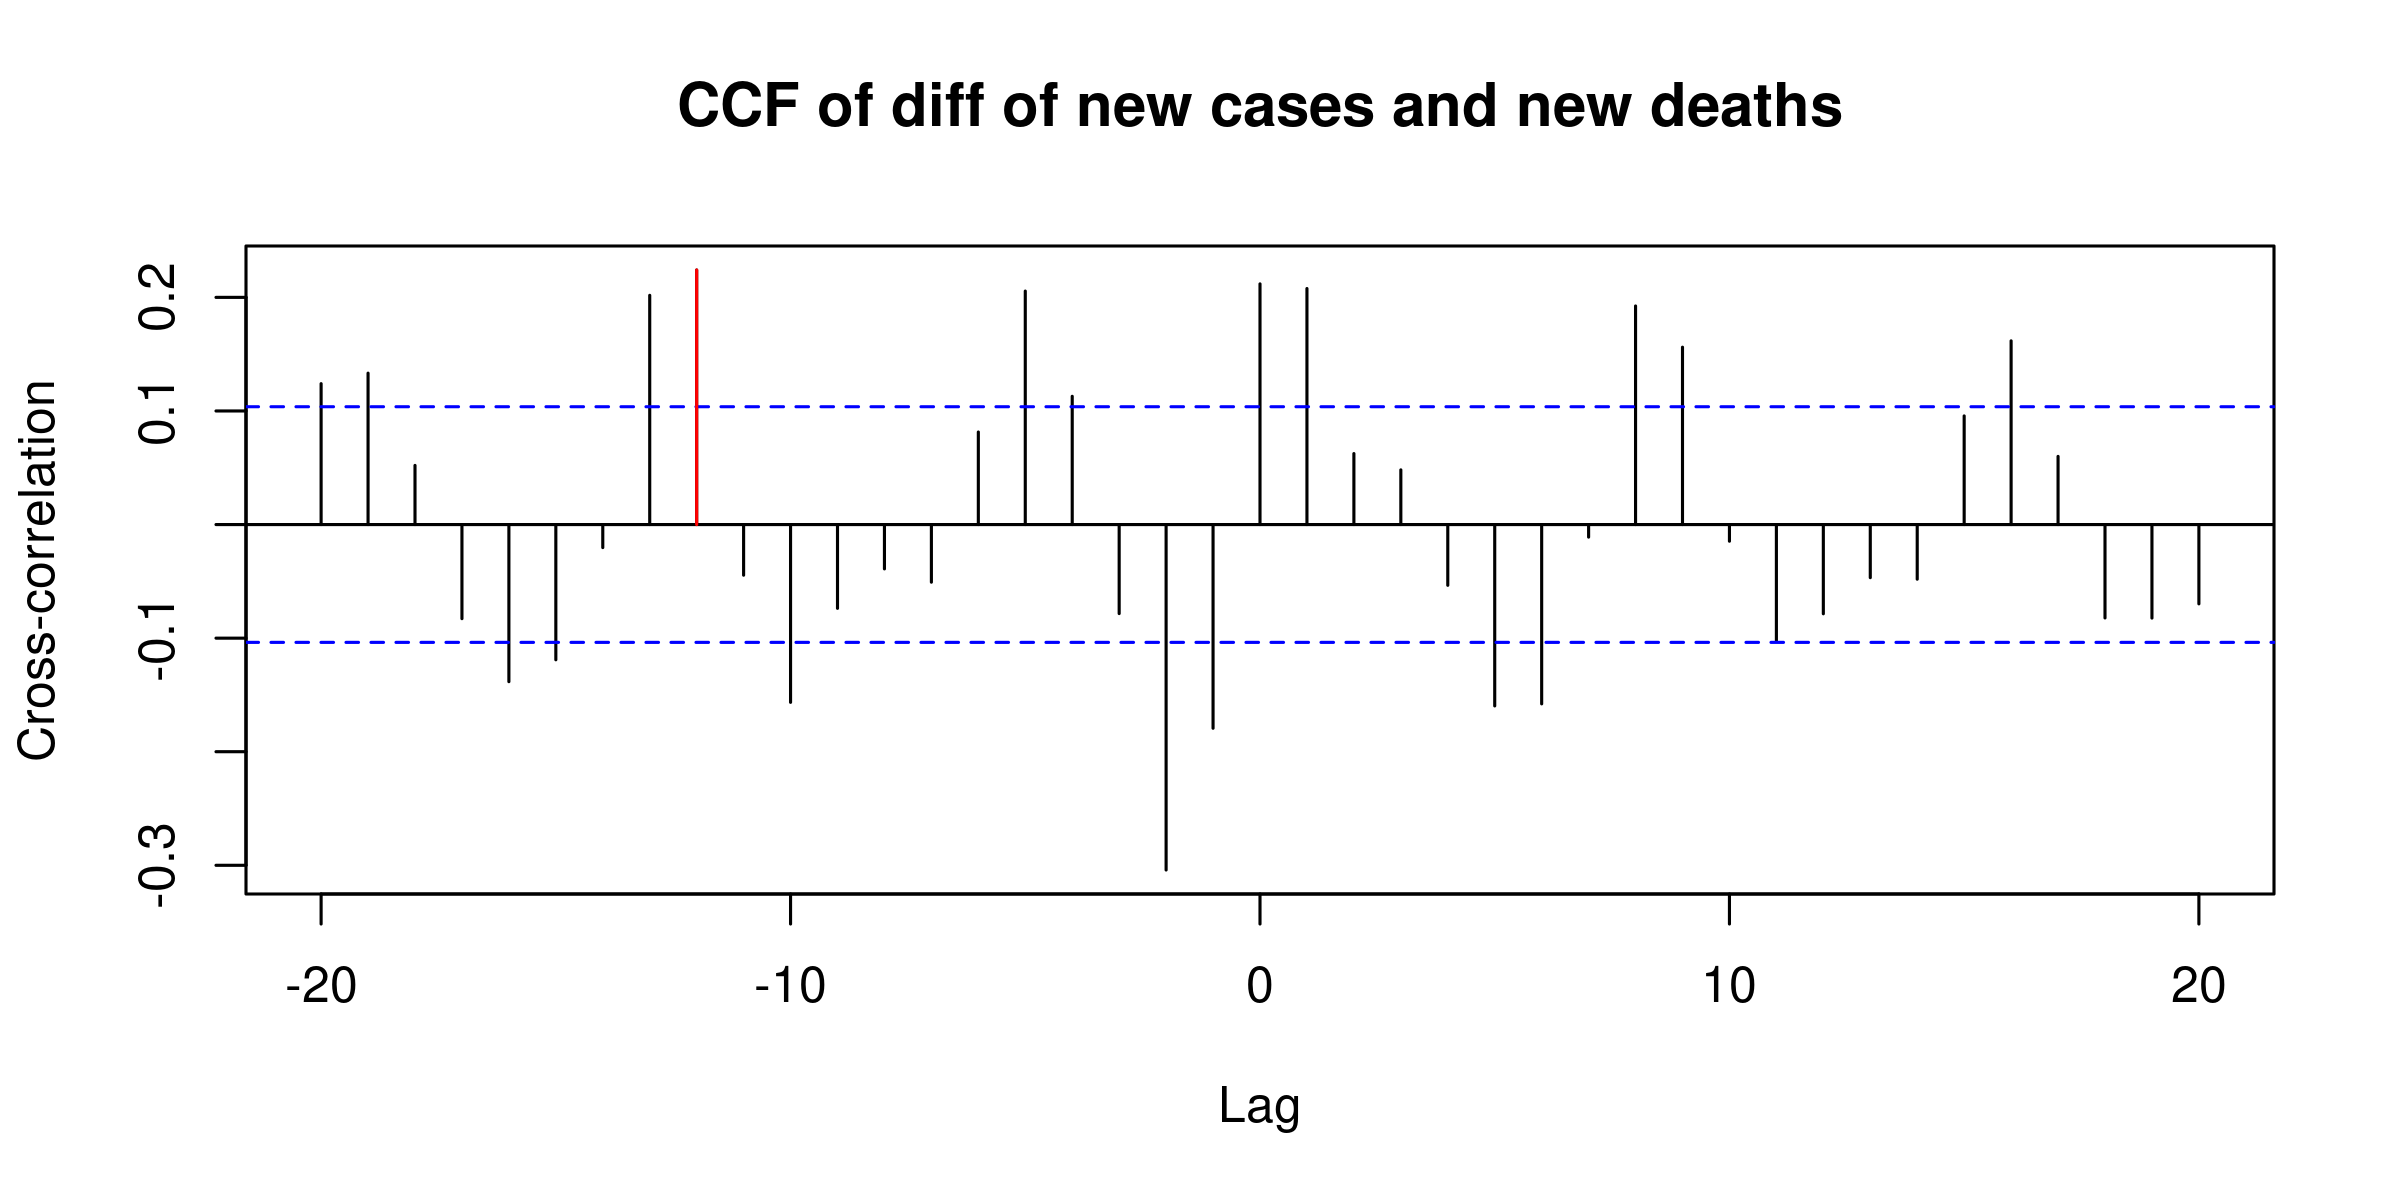 CCF of diff of new cases and new deaths
Cross-correlation
0.2
0.1
-0.1
-0.3
-20 -10 0 10 20
Lag